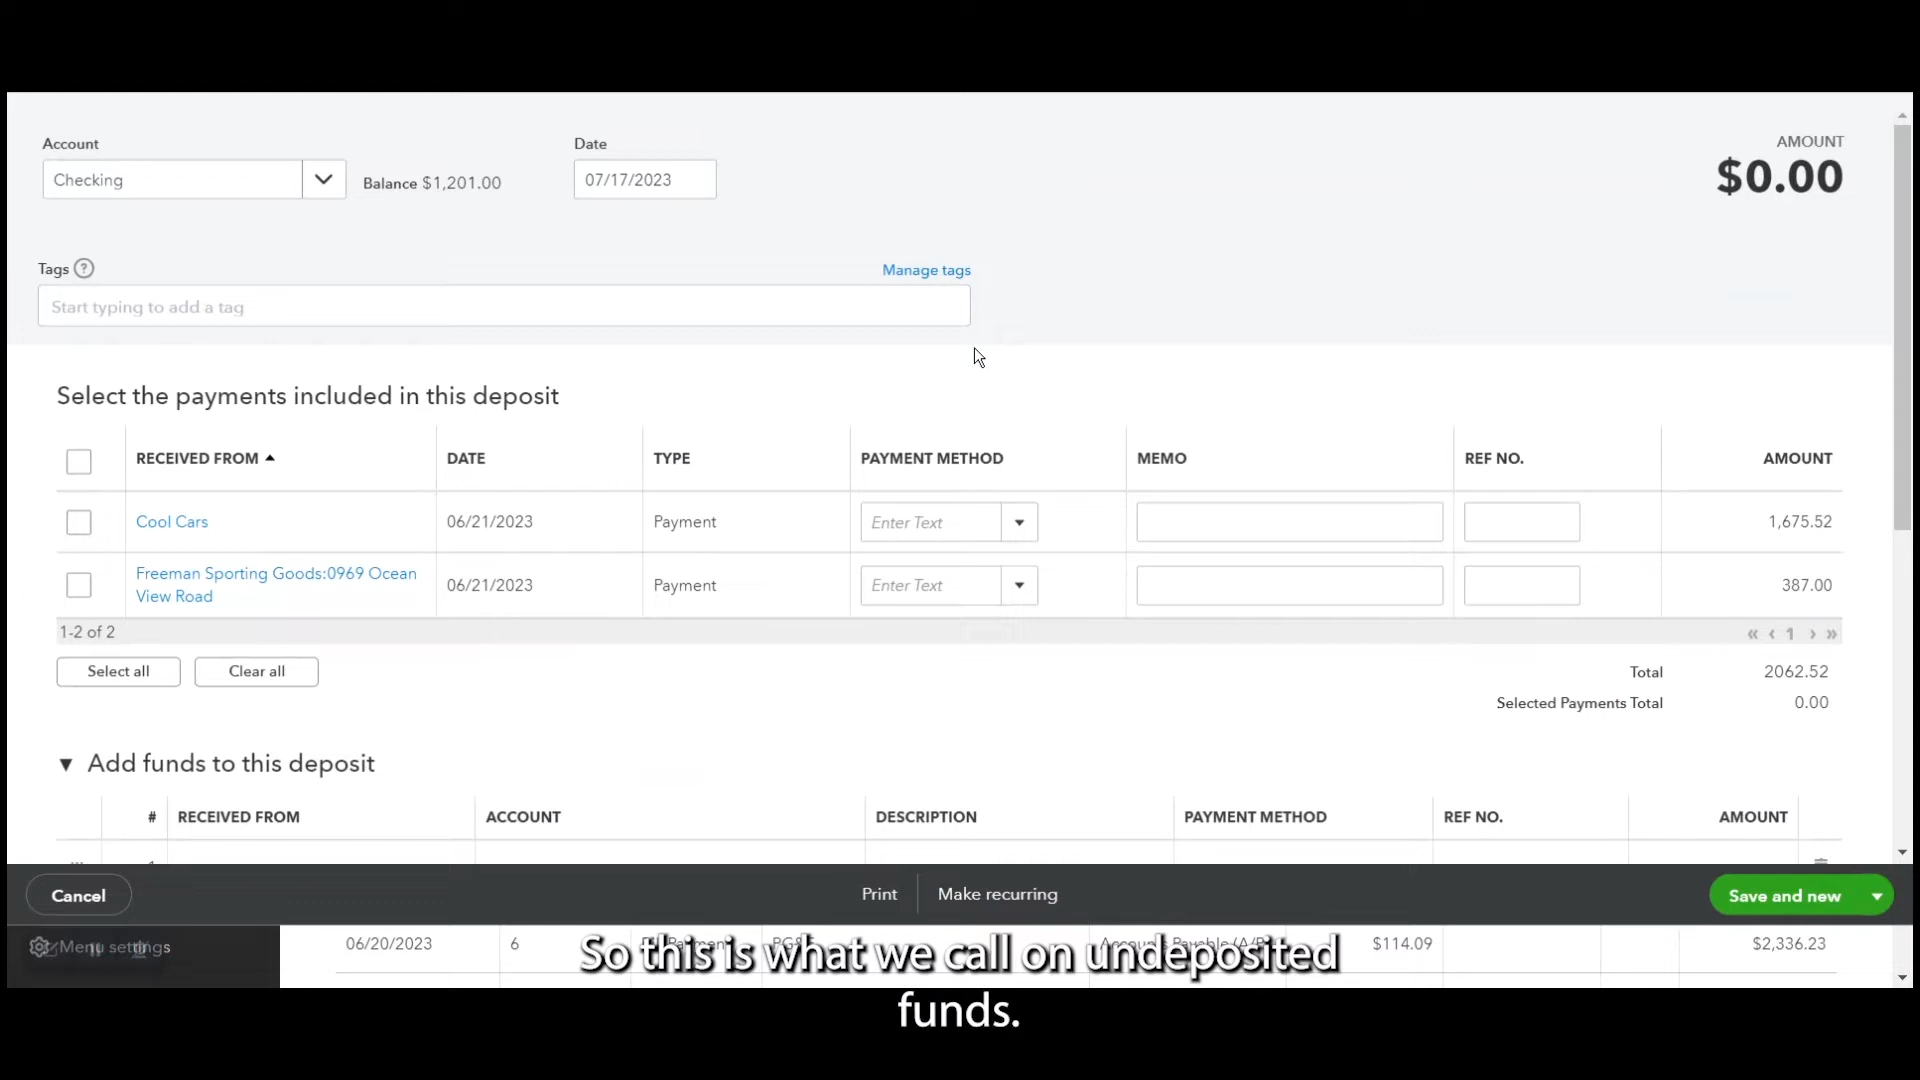 Account
Date
AMOUNT
Checking
Balance $1,201.00
07/17/2023
$0.00
Tags ?
Manage tags
Start typing to add a tag
Select the payments included in this deposit
RECEIVED FROM DATE TYPE PAYMENT METHOD MEMO REF NO. AMOUNT
Cool Cars 06/21/2023 Payment Enter Text 1,675.52
Freeman Sporting Goods:0969 Ocean
View Road 06/21/2023 Payment Enter Text 387.00
1-2 of 2
« ‹ 1 › »
Select all Clear all
Total 2062.52
Selected Payments Total 0.00
Add funds to this deposit
# RECEIVED FROM ACCOUNT DESCRIPTION PAYMENT METHOD REF NO. AMOUNT
Cancel Print Make recurring Save and new
Menu settings 06/20/2023 6 $114.09 $2,336.23
So this is what we call on undeposited
funds.